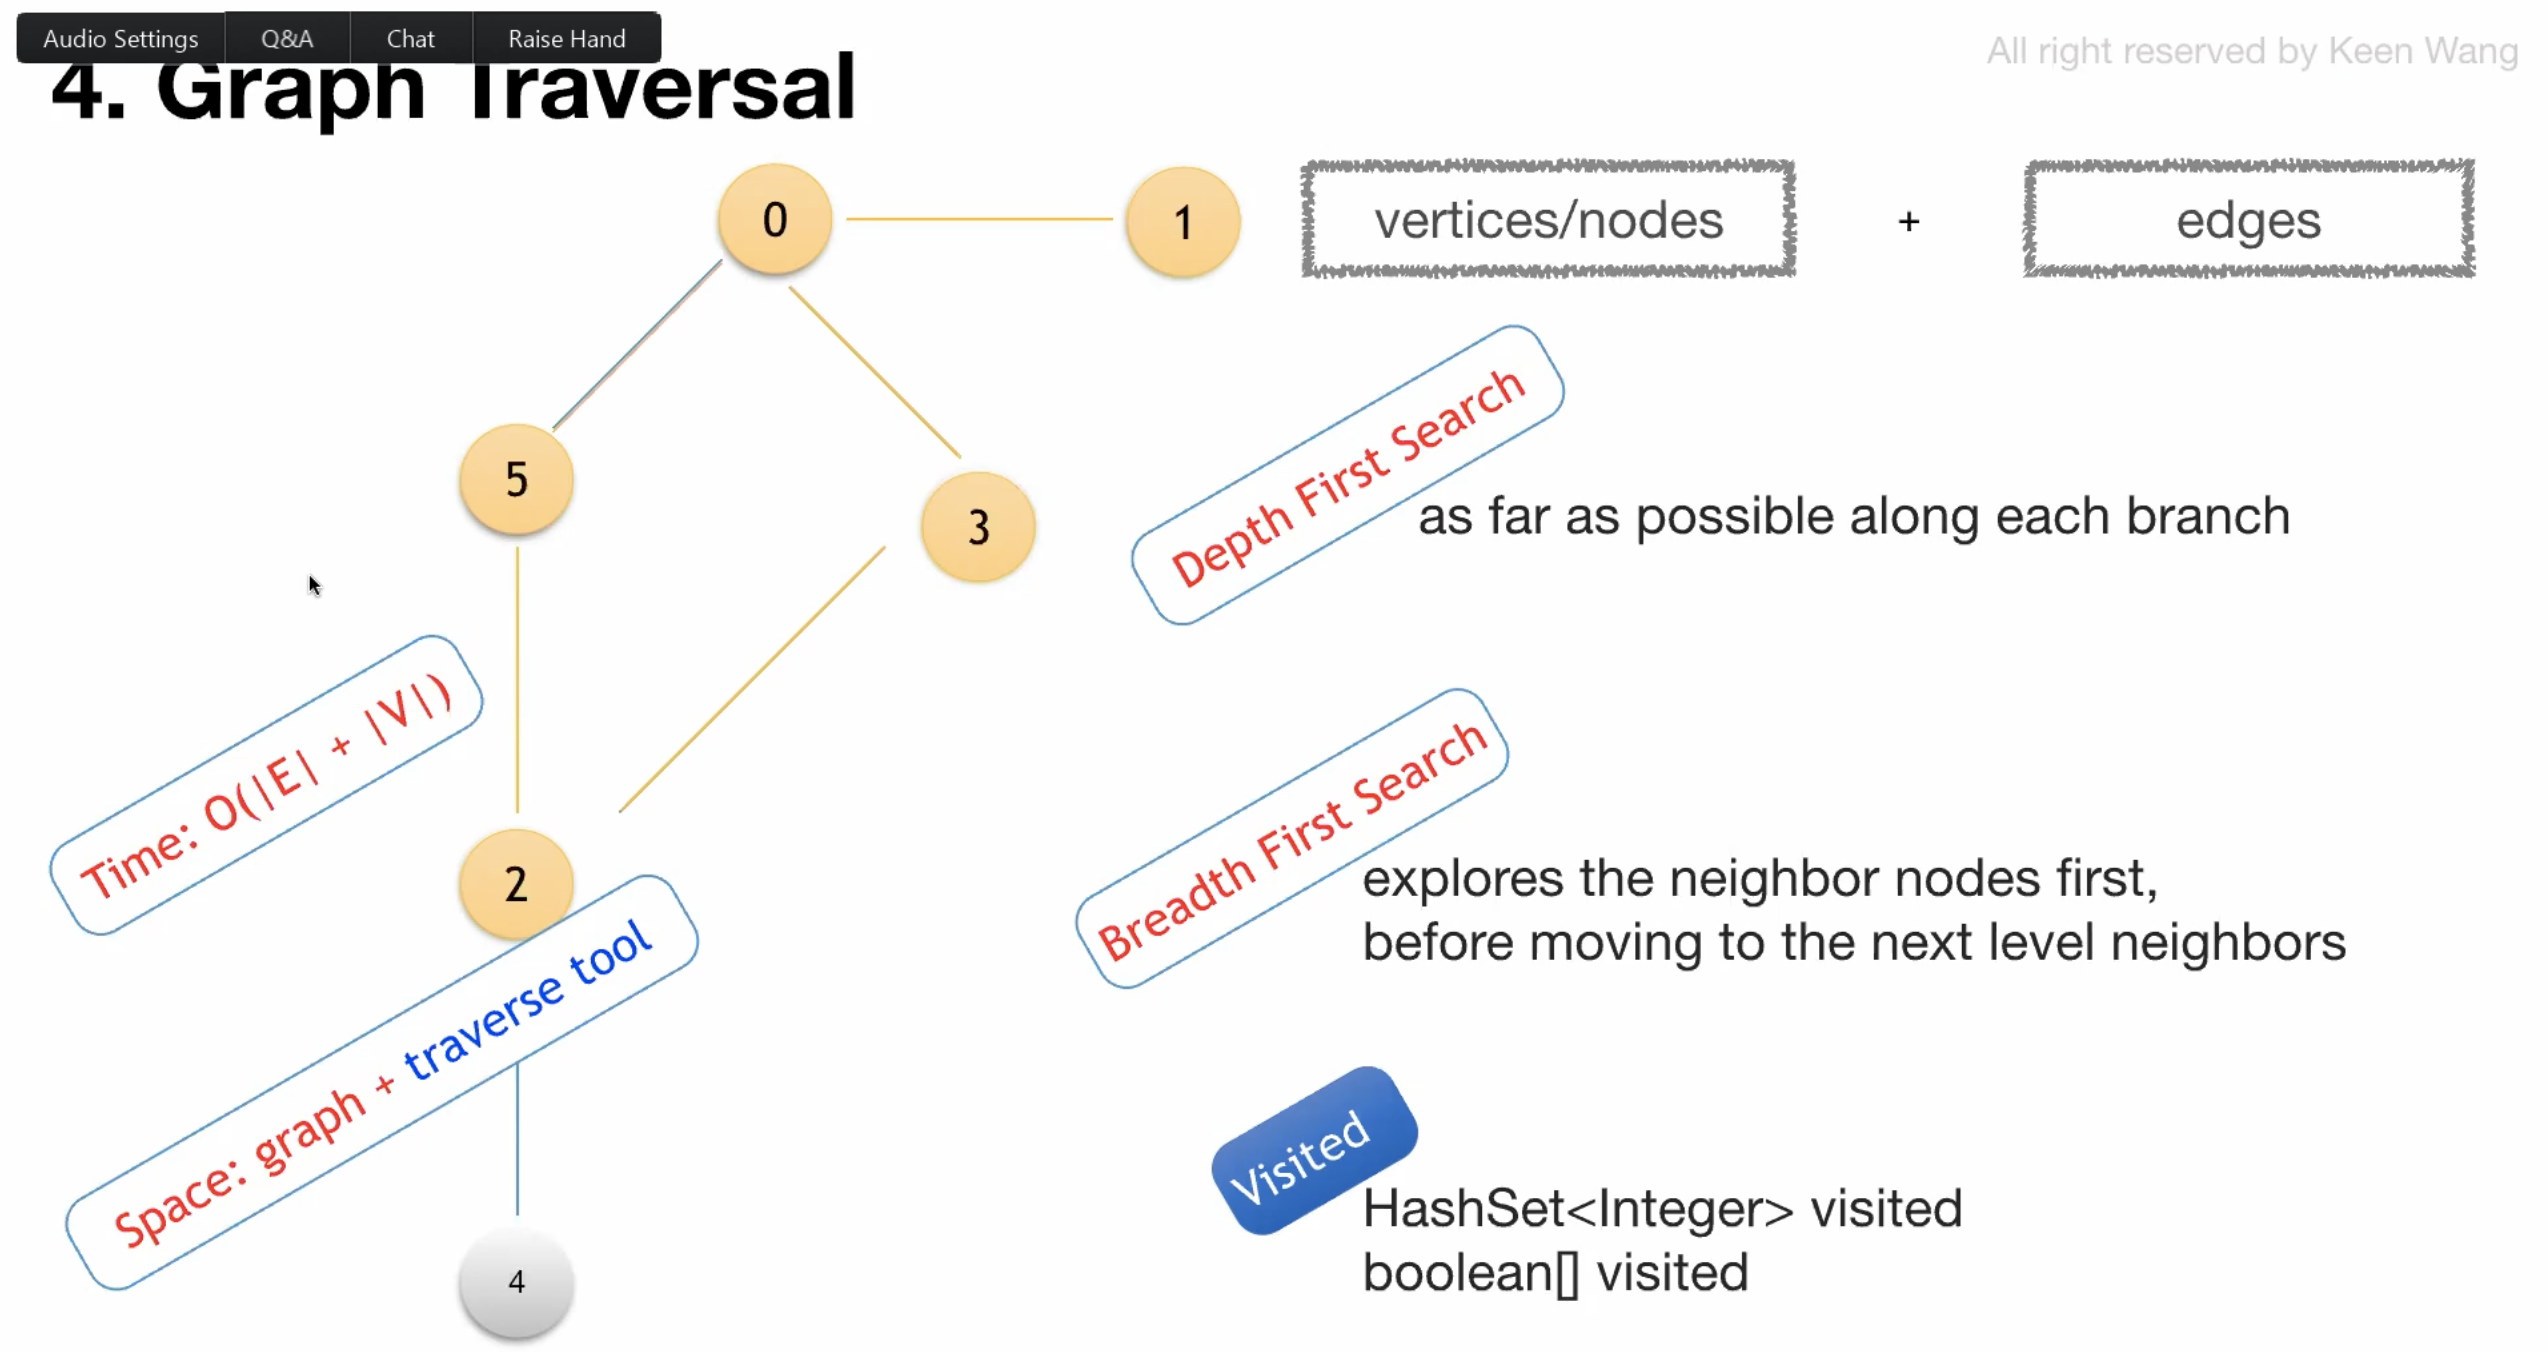 Audio Settings
Q&A
Chat
Raise Hand
All right reserved by Keen Wang
4. Graph Traversal
0
1
vertices/nodes
+
edges
5
3
Depth First Search
as far as possible along each branch
Time: O(|E| + |V|)
2
Breadth First Search
explores the neighbor nodes first,
before moving to the next level neighbors
Space: graph + traverse tool
4
Visited
HashSet<Integer> visited
boolean[] visited